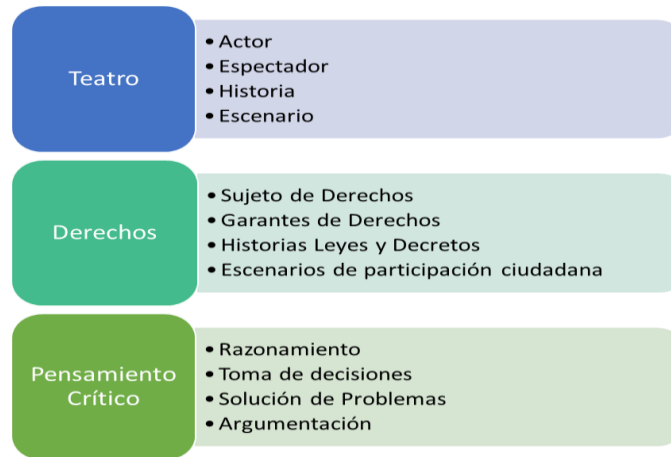 Teatro
• Actor
• Espectador
• Historia
• Escenario
Derechos
• Sujeto de Derechos
• Garantes de Derechos
• Historias Leyes y Decretos
• Escenarios de participación ciudadana
Pensamiento
Crítico
• Razonamiento
• Toma de decisiones
• Solución de Problemas
• Argumentación